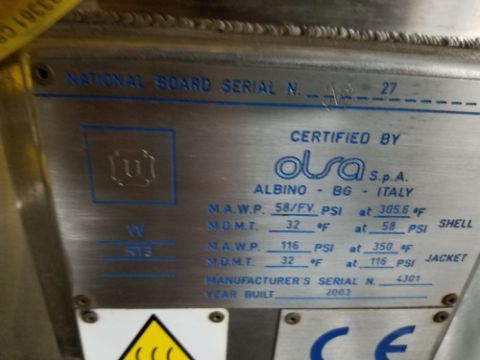 NATIONAL BOARD SERIAL N. 27
U
CERTIFIED BY
olsa S.p.A.
ALBINO - BG - ITALY
M.A.W.P. 58/FV PSI at 305.6 °F
M.D.M.T. 32 °F at 58 PSI SHELL
W
RT3
M.A.W.P. 116 PSI at 350 °F
M.D.M.T. 32 °F at 116 PSI JACKET
MANUFACTURER'S SERIAL N. 4301
YEAR BUILT 2003
CE